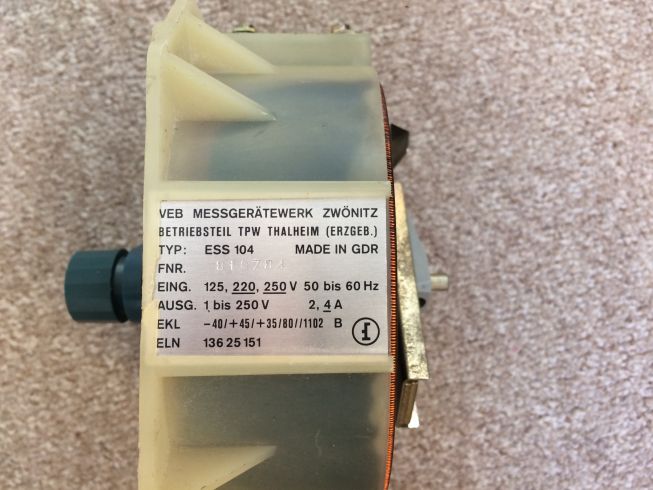 VEB MESSGERÄTEWERK ZWÖNITZ
BETRIEBSTEIL TPW THALHEIM (ERZGEB.)
TYP: ESS 104 MADE IN GDR
FNR.
EING. 125, 220, 250 V 50 bis 60 Hz
AUSG. 1 bis 250 V 2,4 A
EKL -40/+45/+35/80//1102 B
ELN 136 25 151